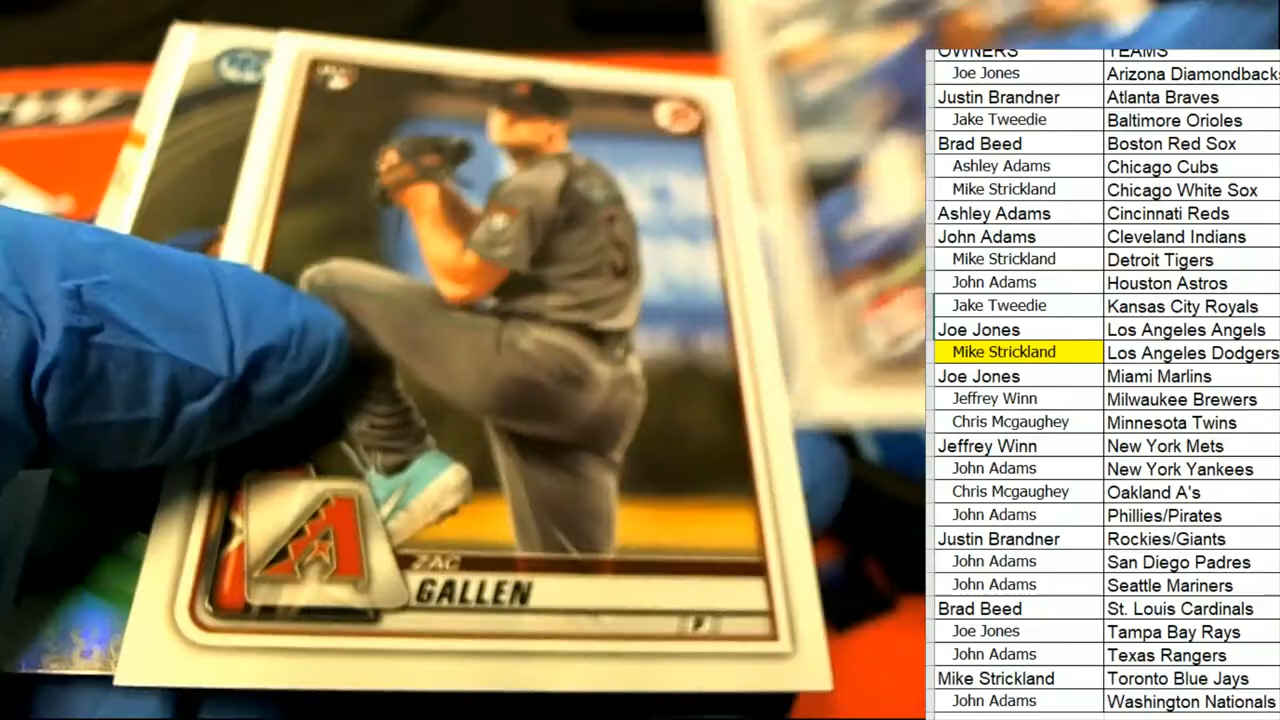 ZAC
GALLEN
P
OWNERS TEAMS
Joe Jones Arizona Diamondbacks
Justin Brandner Atlanta Braves
Jake Tweedie Baltimore Orioles
Brad Beed Boston Red Sox
Ashley Adams Chicago Cubs
Mike Strickland Chicago White Sox
Ashley Adams Cincinnati Reds
John Adams Cleveland Indians
Mike Strickland Detroit Tigers
John Adams Houston Astros
Jake Tweedie Kansas City Royals
Joe Jones Los Angeles Angels
Mike Strickland Los Angeles Dodgers
Joe Jones Miami Marlins
Jeffrey Winn Milwaukee Brewers
Chris Mcgaughey Minnesota Twins
Jeffrey Winn New York Mets
John Adams New York Yankees
Chris Mcgaughey Oakland A's
John Adams Phillies/Pirates
Justin Brandner Rockies/Giants
John Adams San Diego Padres
John Adams Seattle Mariners
Brad Beed St. Louis Cardinals
Joe Jones Tampa Bay Rays
John Adams Texas Rangers
Mike Strickland Toronto Blue Jays
John Adams Washington Nationals